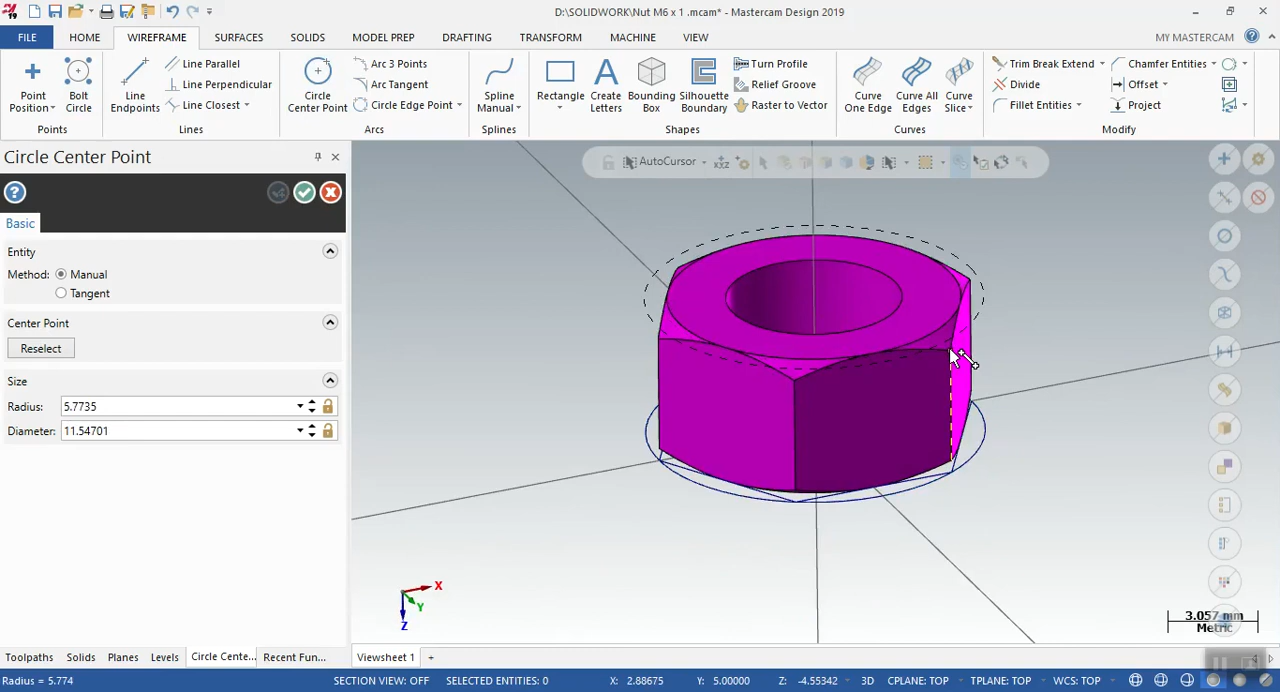 D:\SOLIDWORK\Nut M6 x 1 .mcam* - Mastercam Design 2019
FILE HOME WIREFRAME SURFACES SOLIDS MODEL PREP DRAFTING TRANSFORM MACHINE VIEW MY MASTERCAM
Point Position
Bolt Circle
Points
Line Endpoints
Line Parallel
Line Perpendicular
Line Closest
Lines
Circle Center Point
Arc 3 Points
Arc Tangent
Circle Edge Point
Arcs
Spline Manual
Splines
Rectangle
Create Letters
Bounding Box
Silhouette Boundary
Turn Profile
Relief Groove
Raster to Vector
Shapes
Curve One Edge
Curve All Edges
Curve Slice
Curves
Trim Break Extend
Divide
Fillet Entities
Chamfer Entities
Offset
Project
Modify
Circle Center Point
Basic
Entity
Method: Manual
Tangent
Center Point
Reselect
Size
Radius: 5.7735
Diameter: 11.54701
AutoCursor
X
Y
Z
3.057 mm
Metric
Toolpaths Solids Planes Levels Circle Cente... Recent Fun...
Viewsheet 1 +
Radius = 5.774 SECTION VIEW: OFF SELECTED ENTITIES: 0 X: 2.88675 Y: 5.00000 Z: -4.55342 3D CPLANE: TOP TPLANE: TOP WCS: TOP